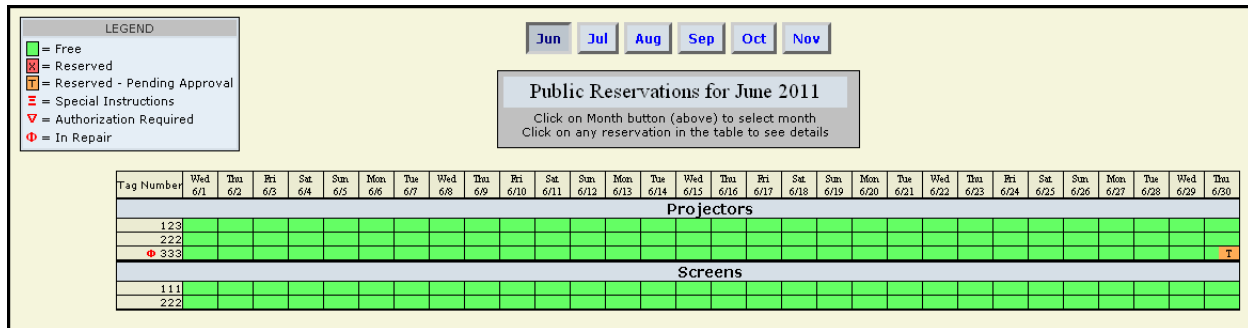 LEGEND
= Free
X = Reserved
T = Reserved - Pending Approval
Ξ = Special Instructions
∇ = Authorization Required
Φ = In Repair
Jun Jul Aug Sep Oct Nov
Public Reservations for June 2011
Click on Month button (above) to select month
Click on any reservation in the table to see details
Tag Number Wed 6/1 Thu 6/2 Fri 6/3 Sat 6/4 Sun 6/5 Mon 6/6 Tue 6/7 Wed 6/8 Thu 6/9 Fri 6/10 Sat 6/11 Sun 6/12 Mon 6/13 Tue 6/14 Wed 6/15 Thu 6/16 Fri 6/17 Sat 6/18 Sun 6/19 Mon 6/20 Tue 6/21 Wed 6/22 Thu 6/23 Fri 6/24 Sat 6/25 Sun 6/26 Mon 6/27 Tue 6/28 Wed 6/29 Thu 6/30
Projectors
123
222
Φ 333 T
Screens
111
222